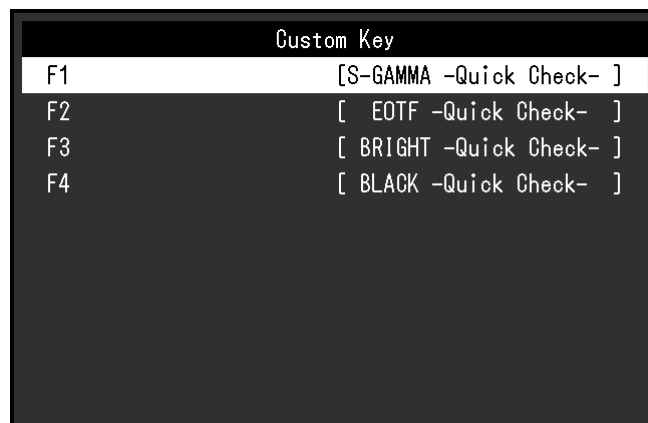 Custom Key
F1 [S-GAMMA -Quick Check- ]
F2 [ EOTF -Quick Check- ]
F3 [ BRIGHT -Quick Check- ]
F4 [ BLACK -Quick Check- ]